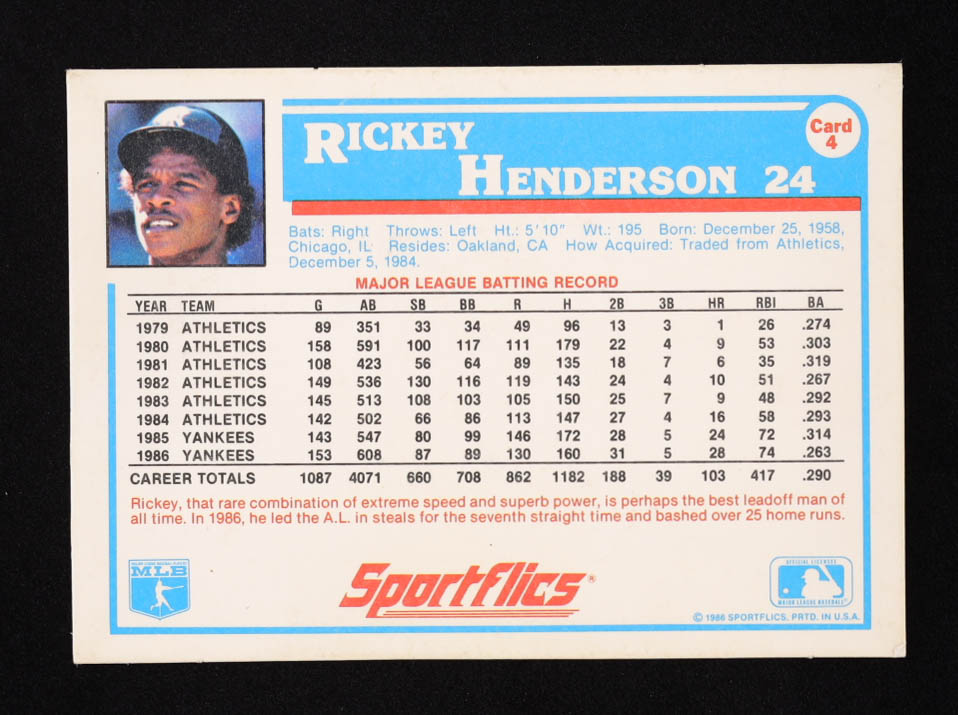 RICKEY
HENDERSON 24
Card
4
Bats: Right Throws: Left Ht.: 5'10" Wt.: 195 Born: December 25, 1958,
Chicago, IL Resides: Oakland, CA How Acquired: Traded from Athletics,
December 5, 1984.
MAJOR LEAGUE BATTING RECORD
YEAR TEAM G AB SB BB R H 2B 3B HR RBI BA
1979 ATHLETICS 89 351 33 34 49 96 13 3 1 26 .274
1980 ATHLETICS 158 591 100 117 111 179 22 4 9 53 .303
1981 ATHLETICS 108 423 56 64 89 135 18 7 6 35 .319
1982 ATHLETICS 149 536 130 116 119 143 24 4 10 51 .267
1983 ATHLETICS 145 513 108 103 105 150 25 7 9 48 .292
1984 ATHLETICS 142 502 66 86 113 147 27 4 16 58 .293
1985 YANKEES 143 547 80 99 146 172 28 5 24 72 .314
1986 YANKEES 153 608 87 89 130 160 31 5 28 74 .263
CAREER TOTALS 1087 4071 660 708 862 1182 188 39 103 417 .290
Rickey, that rare combination of extreme speed and superb power, is perhaps the best leadoff man of
all time. In 1986, he led the A.L. in steals for the seventh straight time and bashed over 25 home runs.
MAJOR LEAGUE BASEBALL PLAYERS
MLB
Sportflics®
OFFICIAL LICENSEE
MAJOR LEAGUE BASEBALL
© 1986 SPORTFLICS, PRTD. IN U.S.A.